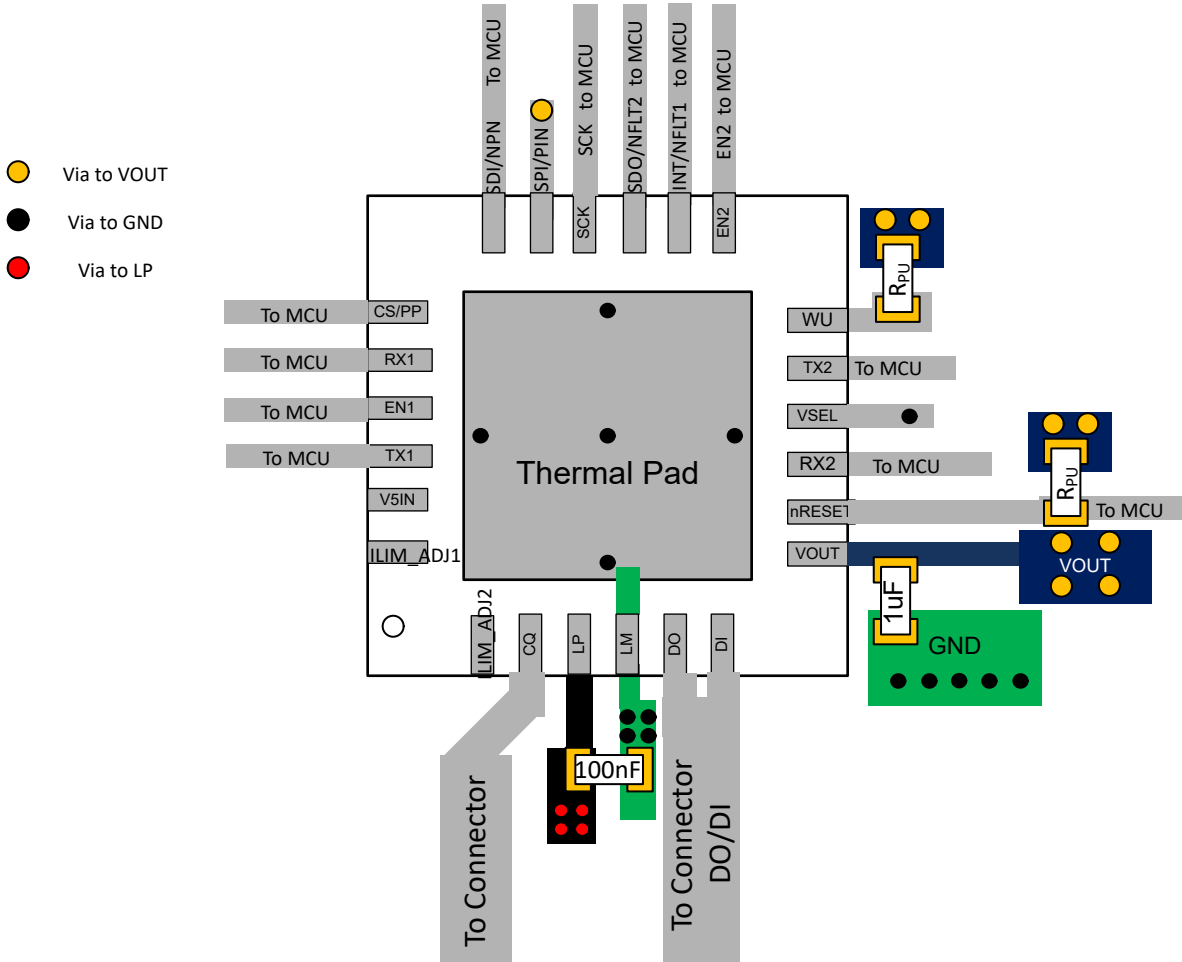 SDI/NPN To MCU
SPI/PIN
SCK to MCU
SDO/NFLT2 to MCU
INT/NFLT1 to MCU
EN2 to MCU
Via to VOUT
Via to GND
Via to LP
SCK
EN2
RPU
To MCU
CS/PP
WU
To MCU
RX1
TX2
To MCU
To MCU
EN1
VSEL
To MCU
TX1
RX2
To MCU
Thermal Pad
RPU
V5IN
nRESET
To MCU
ILIM_ADJ1
VOUT
VOUT
1uF
GND
ILIM_ADJ2
CQ
LP
LM
DO
DI
100nF
To Connector
To Connector
DO/DI